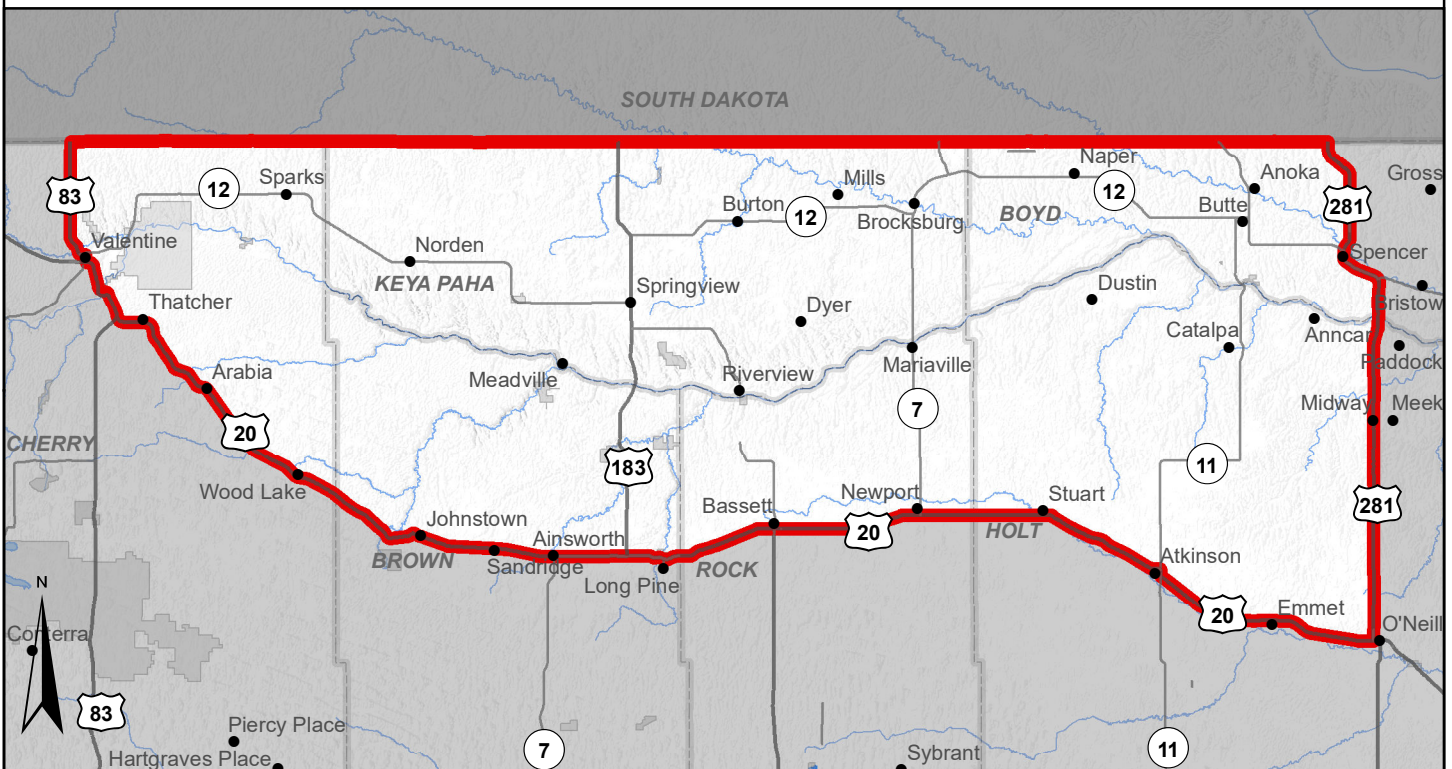 SOUTH DAKOTA
Naper
Anoka
Gross
Sparks
12
83
Mills
12
Burton
12
Brocksburg
BOYD
Butte
281
Valentine
Norden
Spencer
KEYA PAHA
Springview
Dustin
Thatcher
Dyer
Bristow
Catalpa
Anncar
Mariaville
Paddock
Meadville
Riverview
Arabia
7
Midway
Meek
20
CHERRY
183
11
Wood Lake
Bassett
Newport
Stuart
281
Johnstown
20
HOLT
Ainsworth
BROWN
Sandridge
ROCK
Atkinson
Long Pine
N
20
Emmet
Conterra
O'Neill
83
Piercy Place
7
11
Hartgraves Place
Sybrant